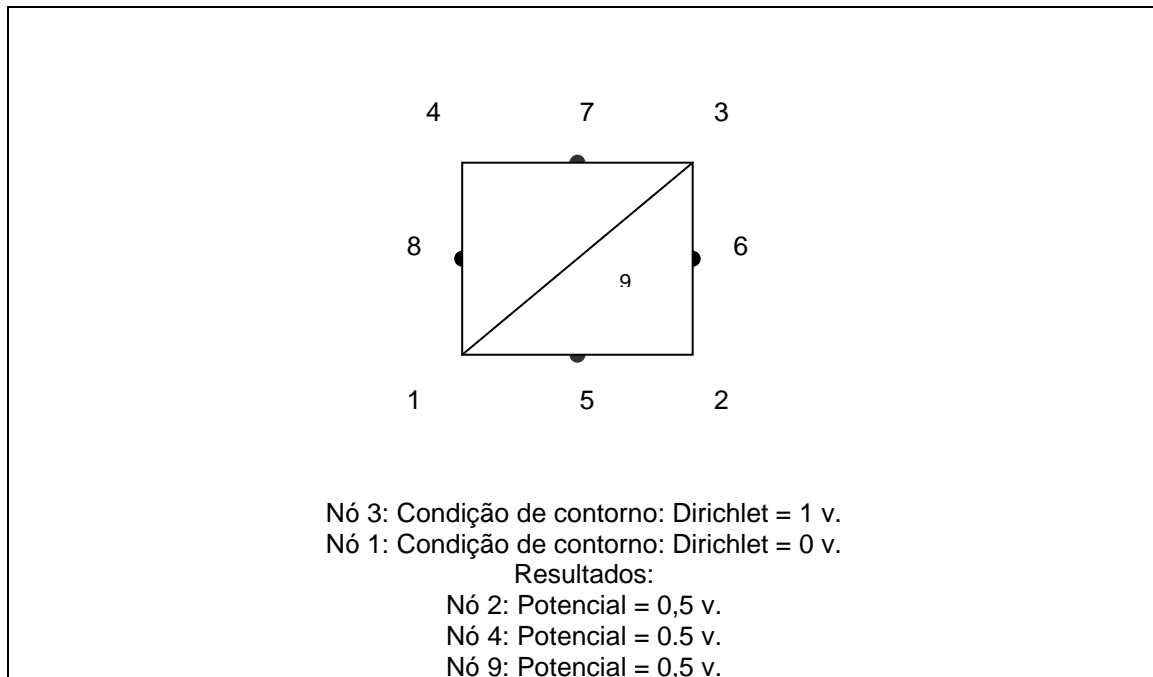 4 7 3
8 6
9
1 5 2
Nó 3: Condição de contorno: Dirichlet = 1 v.
Nó 1: Condição de contorno: Dirichlet = 0 v.
Resultados:
Nó 2: Potencial = 0,5 v.
Nó 4: Potencial = 0.5 v.
Nó 9: Potencial = 0,5 v.